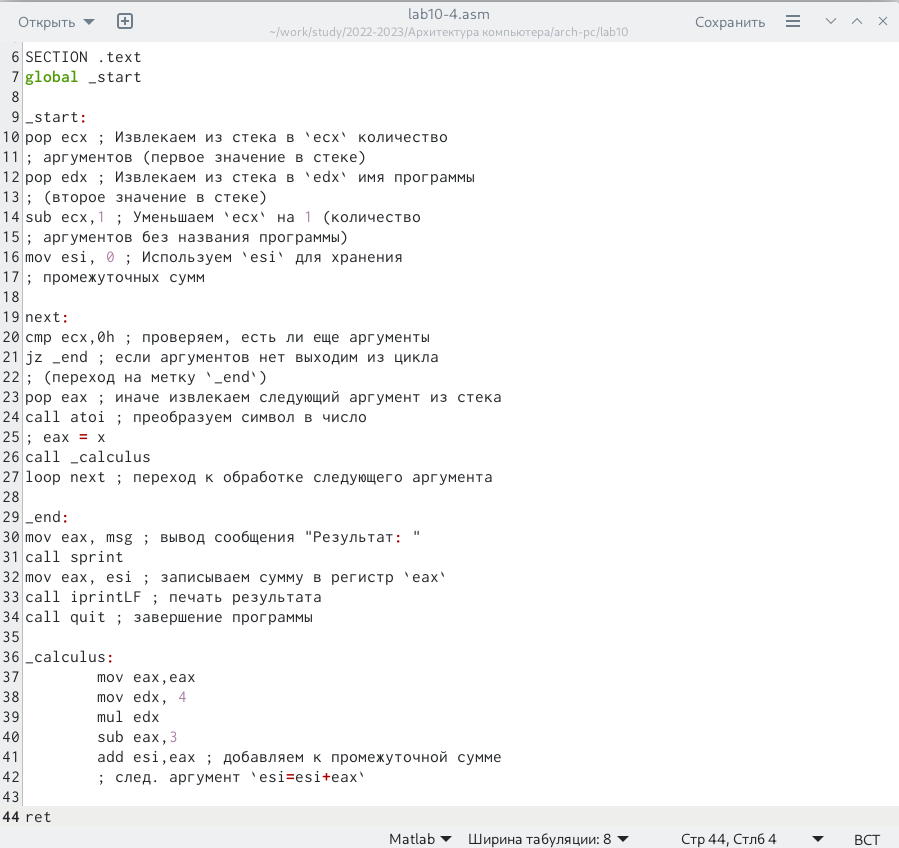 Открыть
lab10-4.asm
~/work/study/2022-2023/Архитектура компьютера/arch-pc/lab10
Сохранить
6 SECTION .text
7 global _start
8
9 _start:
10 pop ecx ; Извлекаем из стека в `ecx` количество
11 ; аргументов (первое значение в стеке)
12 pop edx ; Извлекаем из стека в `edx` имя программы
13 ; (второе значение в стеке)
14 sub ecx,1 ; Уменьшаем `ecx` на 1 (количество
15 ; аргументов без названия программы)
16 mov esi, 0 ; Используем `esi` для хранения
17 ; промежуточных сумм
18
19 next:
20 cmp ecx,0h ; проверяем, есть ли еще аргументы
21 jz _end ; если аргументов нет выходим из цикла
22 ; (переход на метку `_end`)
23 pop eax ; иначе извлекаем следующий аргумент из стека
24 call atoi ; преобразуем символ в число
25 ; eax = x
26 call _calculus
27 loop next ; переход к обработке следующего аргумента
28
29 _end:
30 mov eax, msg ; вывод сообщения "Результат: "
31 call sprint
32 mov eax, esi ; записываем сумму в регистр `eax`
33 call iprintLF ; печать результата
34 call quit ; завершение программы
35
36 _calculus:
37 mov eax,eax
38 mov edx, 4
39 mul edx
40 sub eax,3
41 add esi,eax ; добавляем к промежуточной сумме
42 ; след. аргумент `esi=esi+eax`
43
44 ret
Matlab Ширина табуляции: 8 Стр 44, Стлб 4 ВСТ